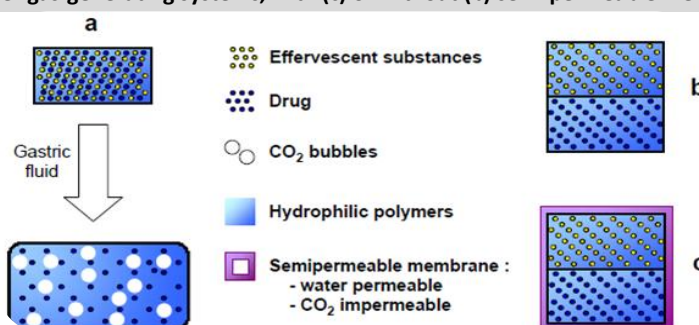 a
Effervescent substances
Drug
CO₂ bubbles
Hydrophilic polymers
Semipermeable membrane :
- water permeable
- CO₂ impermeable
Gastric
fluid
b